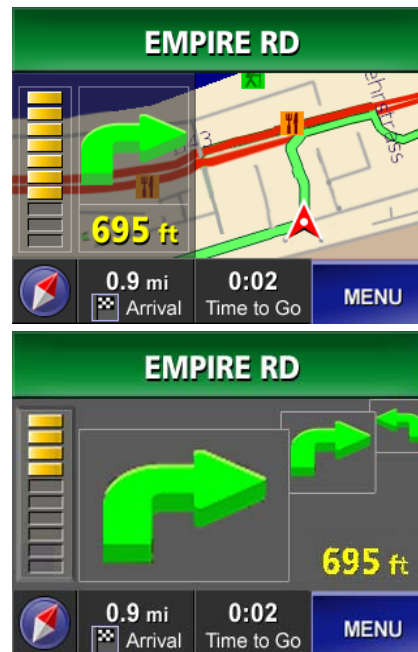 EMPIRE RD
695 ft
0.9 mi
Arrival
0:02
Time to Go
MENU
EMPIRE RD
695 ft
0.9 mi
Arrival
0:02
Time to Go
MENU